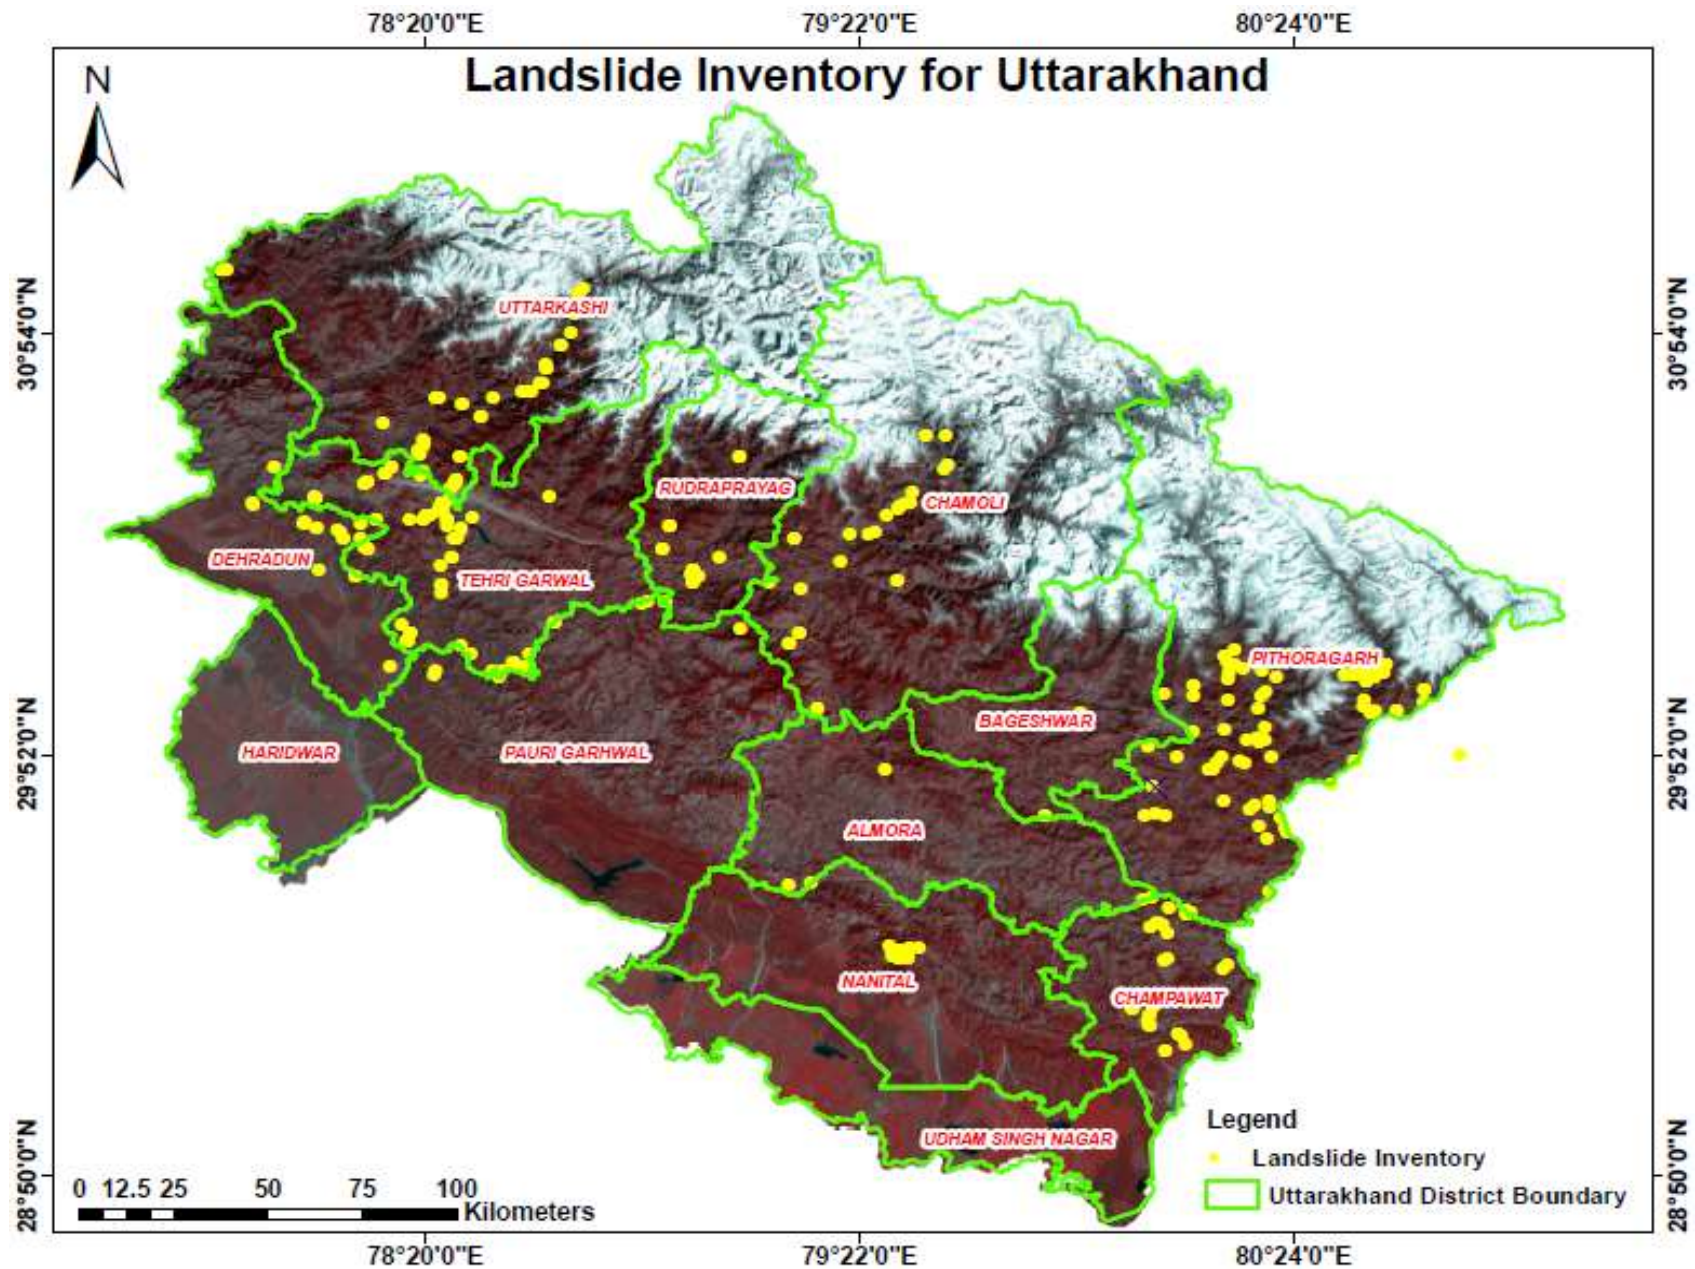 78°20'0"E 79°22'0"E 80°24'0"E
Landslide Inventory for Uttarakhand
N
30°54'0"N 30°54'0"N
UTTARKASHI
RUDRAPRAYAG
CHAMOLI
DEHRADUN
TEHRI GARWAL
PITHORAGARH
BAGESHWAR
HARIDWAR
PAURI GARHWAL
29°52'0"N 29°52'0"N
ALMORA
NANITAL
CHAMPAWAT
UDHAM SINGH NAGAR
Legend
Landslide Inventory
Uttarakhand District Boundary
28°50'0"N 28°50'0"N
0 12.5 25 50 75 100
Kilometers
78°20'0"E 79°22'0"E 80°24'0"E